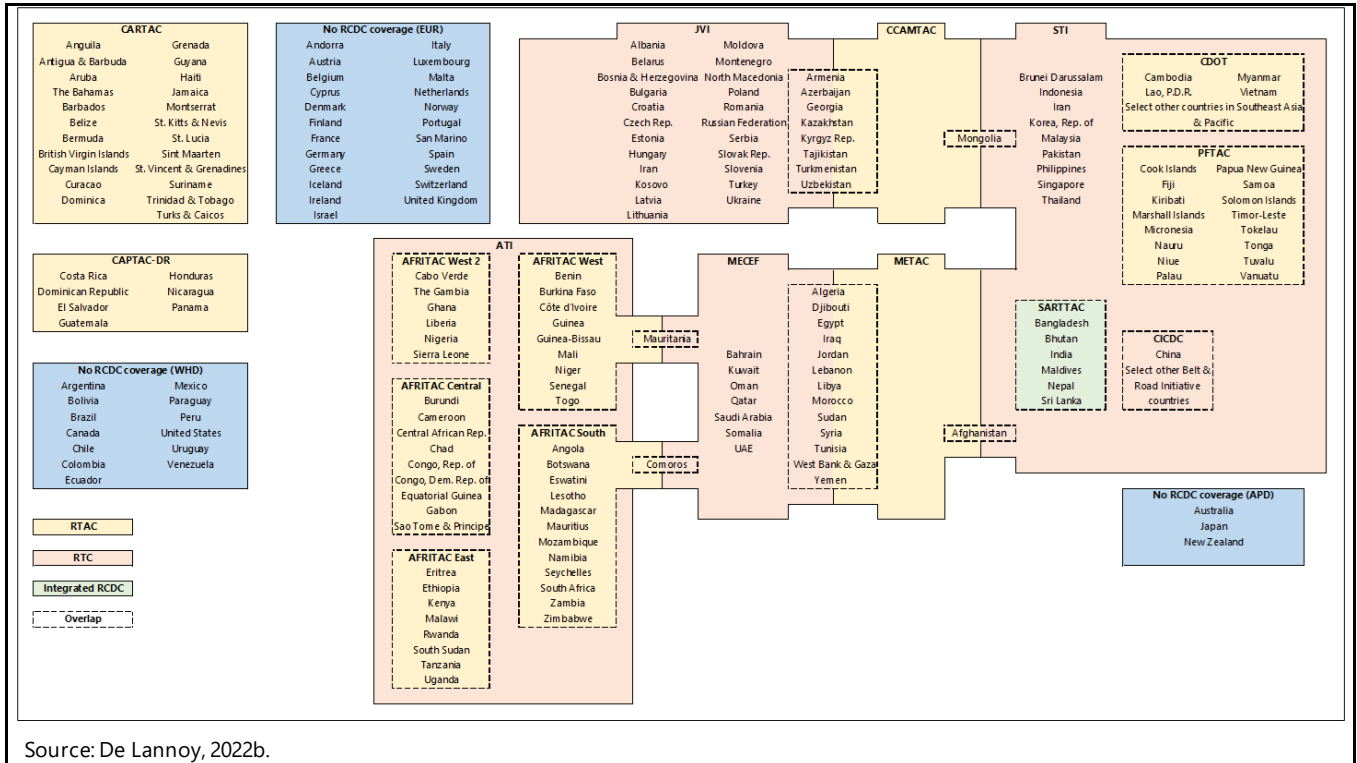 CARTAC
Anguila
Antigua & Barbuda
Aruba
The Bahamas
Barbados
Belize
Bermuda
British Virgin Islands
Cayman Islands
Curacao
Dominica
Grenada
Guyana
Haiti
Jamaica
Montserrat
St. Kitts & Nevis
St. Lucia
Sint Maarten
St. Vincent & Grenadines
Suriname
Trinidad & Tobago
Turks & Caicos
No RCDC coverage (EUR)
Andorra
Austria
Belgium
Cyprus
Denmark
Finland
France
Germany
Greece
Iceland
Ireland
Israel
Italy
Luxembourg
Malta
Netherlands
Norway
Portugal
San Marino
Spain
Sweden
Switzerland
United Kingdom
JVI
Albania
Belarus
Bosnia & Herzegovina
Bulgaria
Croatia
Czech Rep.
Estonia
Hungary
Iran
Kosovo
Latvia
Lithuania
Moldova
Montenegro
North Macedonia
Poland
Romania
Russian Federation
Serbia
Slovak Rep.
Slovenia
Turkey
Ukraine
Armenia
Azerbaijan
Georgia
Kazakhstan
Kyrgyz Rep.
Tajikistan
Turkmenistan
Uzbekistan
CCAMTAC
Mongolia
STI
Brunei Darussalam
Indonesia
Iran
Korea, Rep. of
Malaysia
Pakistan
Philippines
Singapore
Thailand
CDOT
Cambodia
Myanmar
Lao, P.D.R.
Vietnam
Select other countries in Southeast Asia
& Pacific
PFTAC
Cook Islands
Fiji
Kiribati
Marshall Islands
Micronesia
Nauru
Niue
Palau
Papua New Guinea
Samoa
Solomon Islands
Timor-Leste
Tokelau
Tonga
Tuvalu
Vanuatu
CAPTAC-DR
Costa Rica
Dominican Republic
El Salvador
Guatemala
Honduras
Nicaragua
Panama
No RCDC coverage (WHD)
Argentina
Bolivia
Brazil
Canada
Chile
Colombia
Ecuador
Mexico
Paraguay
Peru
United States
Uruguay
Venezuela
ATI
AFRITAC West 2
Cabo Verde
The Gambia
Ghana
Liberia
Nigeria
Sierra Leone
AFRITAC Central
Burundi
Cameroon
Central African Rep.
Chad
Congo, Rep. of
Congo, Dem. Rep. of
Equatorial Guinea
Gabon
Sao Tome & Principe
AFRITAC East
Eritrea
Ethiopia
Kenya
Malawi
Rwanda
South Sudan
Tanzania
Uganda
AFRITAC West
Benin
Burkina Faso
Côte d'Ivoire
Guinea
Guinea-Bissau
Mali
Niger
Senegal
Togo
AFRITAC South
Angola
Botswana
Eswatini
Lesotho
Madagascar
Mauritius
Mozambique
Namibia
Seychelles
South Africa
Zambia
Zimbabwe
Mauritania
Comoros
MECEF
Bahrain
Kuwait
Oman
Qatar
Saudi Arabia
Somalia
UAE
Algeria
Djibouti
Egypt
Iraq
Jordan
Lebanon
Libya
Morocco
Sudan
Syria
Tunisia
West Bank & Gaza
Yemen
METAC
Afghanistan
SARTTAC
Bangladesh
Bhutan
India
Maldives
Nepal
Sri Lanka
CICDC
China
Select other Belt &
Road Initiative
countries
No RCDC coverage (APD)
Australia
Japan
New Zealand
RTAC
RTC
Integrated RCDC
Overlap
Source: De Lannoy, 2022b.